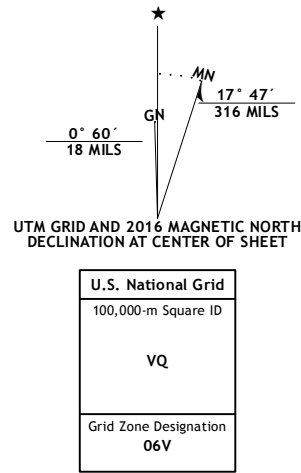 MN
GN
17° 47´
316 MILS
0° 60´
18 MILS
UTM GRID AND 2016 MAGNETIC NORTH
DECLINATION AT CENTER OF SHEET
U.S. National Grid
100,000-m Square ID
VQ
Grid Zone Designation
06V